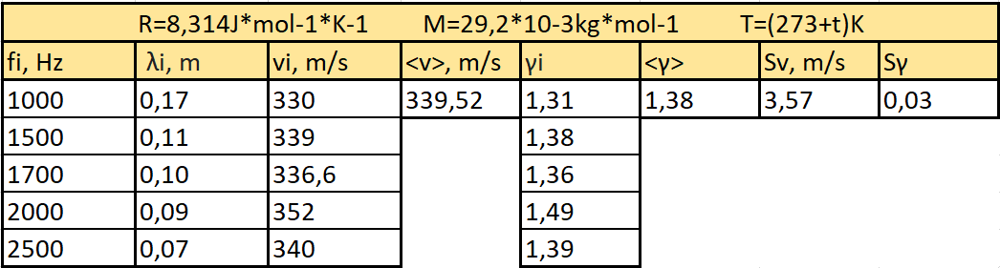 R=8,314J*mol-1*K-1 M=29,2*10-3kg*mol-1 T=(273+t)K
fi, Hz λi, m vi, m/s <v>, m/s γi <γ> Sv, m/s Sγ
1000 0,17 330 339,52 1,31 1,38 3,57 0,03
1500 0,11 339 1,38
1700 0,10 336,6 1,36
2000 0,09 352 1,49
2500 0,07 340 1,39